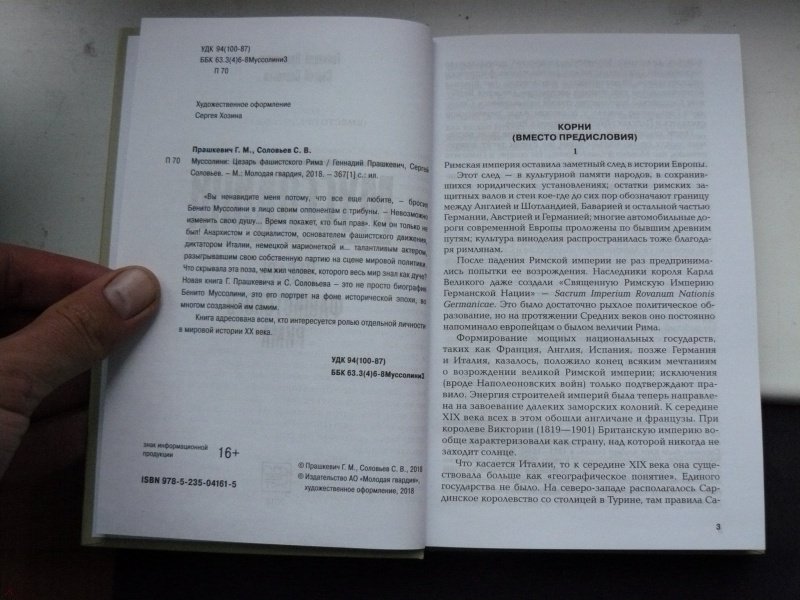 УДК 94(100-87)
ББК 63.3(4)6-8Муссолини3
П 70
Художественное оформление
Сергея Хозина
Прашкевич Г. М., Соловьев С. В.
П 70 Муссолини: Цезарь фашистского Рима / Геннадий Прашкевич, Сергей
Соловьев. – М.: Молодая гвардия, 2018. – 367[1] с.: ил.
«Вы ненавидите меня потому, что все еще любите, – бросил
Бенито Муссолини в лицо своим оппонентам с трибуны. – Невозможно
изменить свою душу... Время покажет, кто был прав». Кем он только не
был! Анархистом и социалистом, основателем фашистского движения,
диктатором Италии, немецкой марионеткой и... талантливым актером,
разыгравшим свою собственную партию на сцене мировой политики.
Что скрывала эта поза, чем жил человек, которого весь мир знал как дуче?
Новая книга Г. Прашкевича и С. Соловьева – это не просто биография
Бенито Муссолини, это его портрет на фоне исторической эпохи, во
многом созданной им самим.
Книга адресована всем, кто интересуется ролью отдельной личности
в мировой истории XX века.
УДК 94(100-87)
ББК 63.3(4)6-8Муссолини3
знак информационной
продукции 16+
© Прашкевич Г. М., Соловьев С. В., 2018
© Издательство АО «Молодая гвардия»,
художественное оформление, 2018
ISBN 978-5-235-04161-5
КОРНИ
(ВМЕСТО ПРЕДИСЛОВИЯ)
1
Римская империя оставила заметный след в истории Европы.
Этот след — в культурной памяти народов, в сохранив-
шихся юридических установлениях; остатки римских за-
щитных валов и стен кое-где до сих пор обозначают границу
между Англией и Шотландией, Баварией и остальной частью
Германии, Австрией и Германией; многие автомобильные до-
роги современной Европы проложены по бывшим древним
путям; культура виноделия распространилась тоже благода-
ря римлянам.
После падения Римской империи не раз предпринима-
лись попытки ее возрождения. Наследники короля Карла
Великого даже создали «Священную Римскую Империю
Германской Нации» — Sacrum Imperium Rovanum Nationis
Germanicae. Это было достаточно рыхлое политическое об-
разование, но на протяжении Средних веков оно постоянно
напоминало европейцам о былом величии Рима.
Формирование мощных национальных государств,
таких как Франция, Англия, Испания, позже Германия
и Италия, казалось, положило конец всяким мечтаниям
о возрождении великой Римской империи; исключения
(вроде Наполеоновских войн) только подтверждают пра-
вило. Энергия строителей империй была теперь направле-
на на завоевание далеких заморских колоний. К середине
XIX века всех в этом обошли англичане и французы. При
королеве Виктории (1819—1901) Британскую империю во-
обще характеризовали как страну, над которой никогда не
заходит солнце.
Что касается Италии, то к середине XIX века она суще-
ствовала больше как «географическое понятие». Единого
государства не было. На северо-западе располагалось Сар-
динское королевство со столицей в Турине, там правила Са-
3